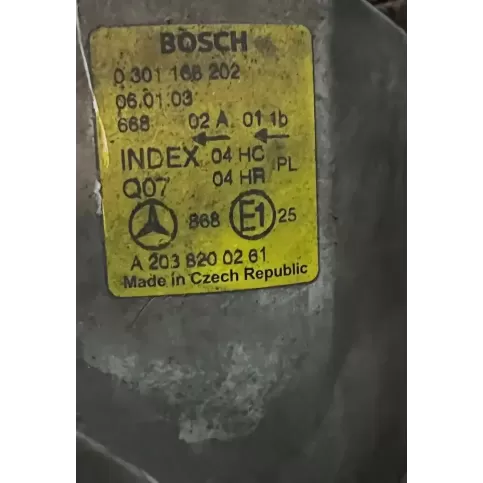 BOSCH
0 301 168 202
06.01.03
668 02 A 01 1b
INDEX 04 HC PL
Q07 04 HR
868 E1 25
A 203 820 02 61
Made in Czech Republic